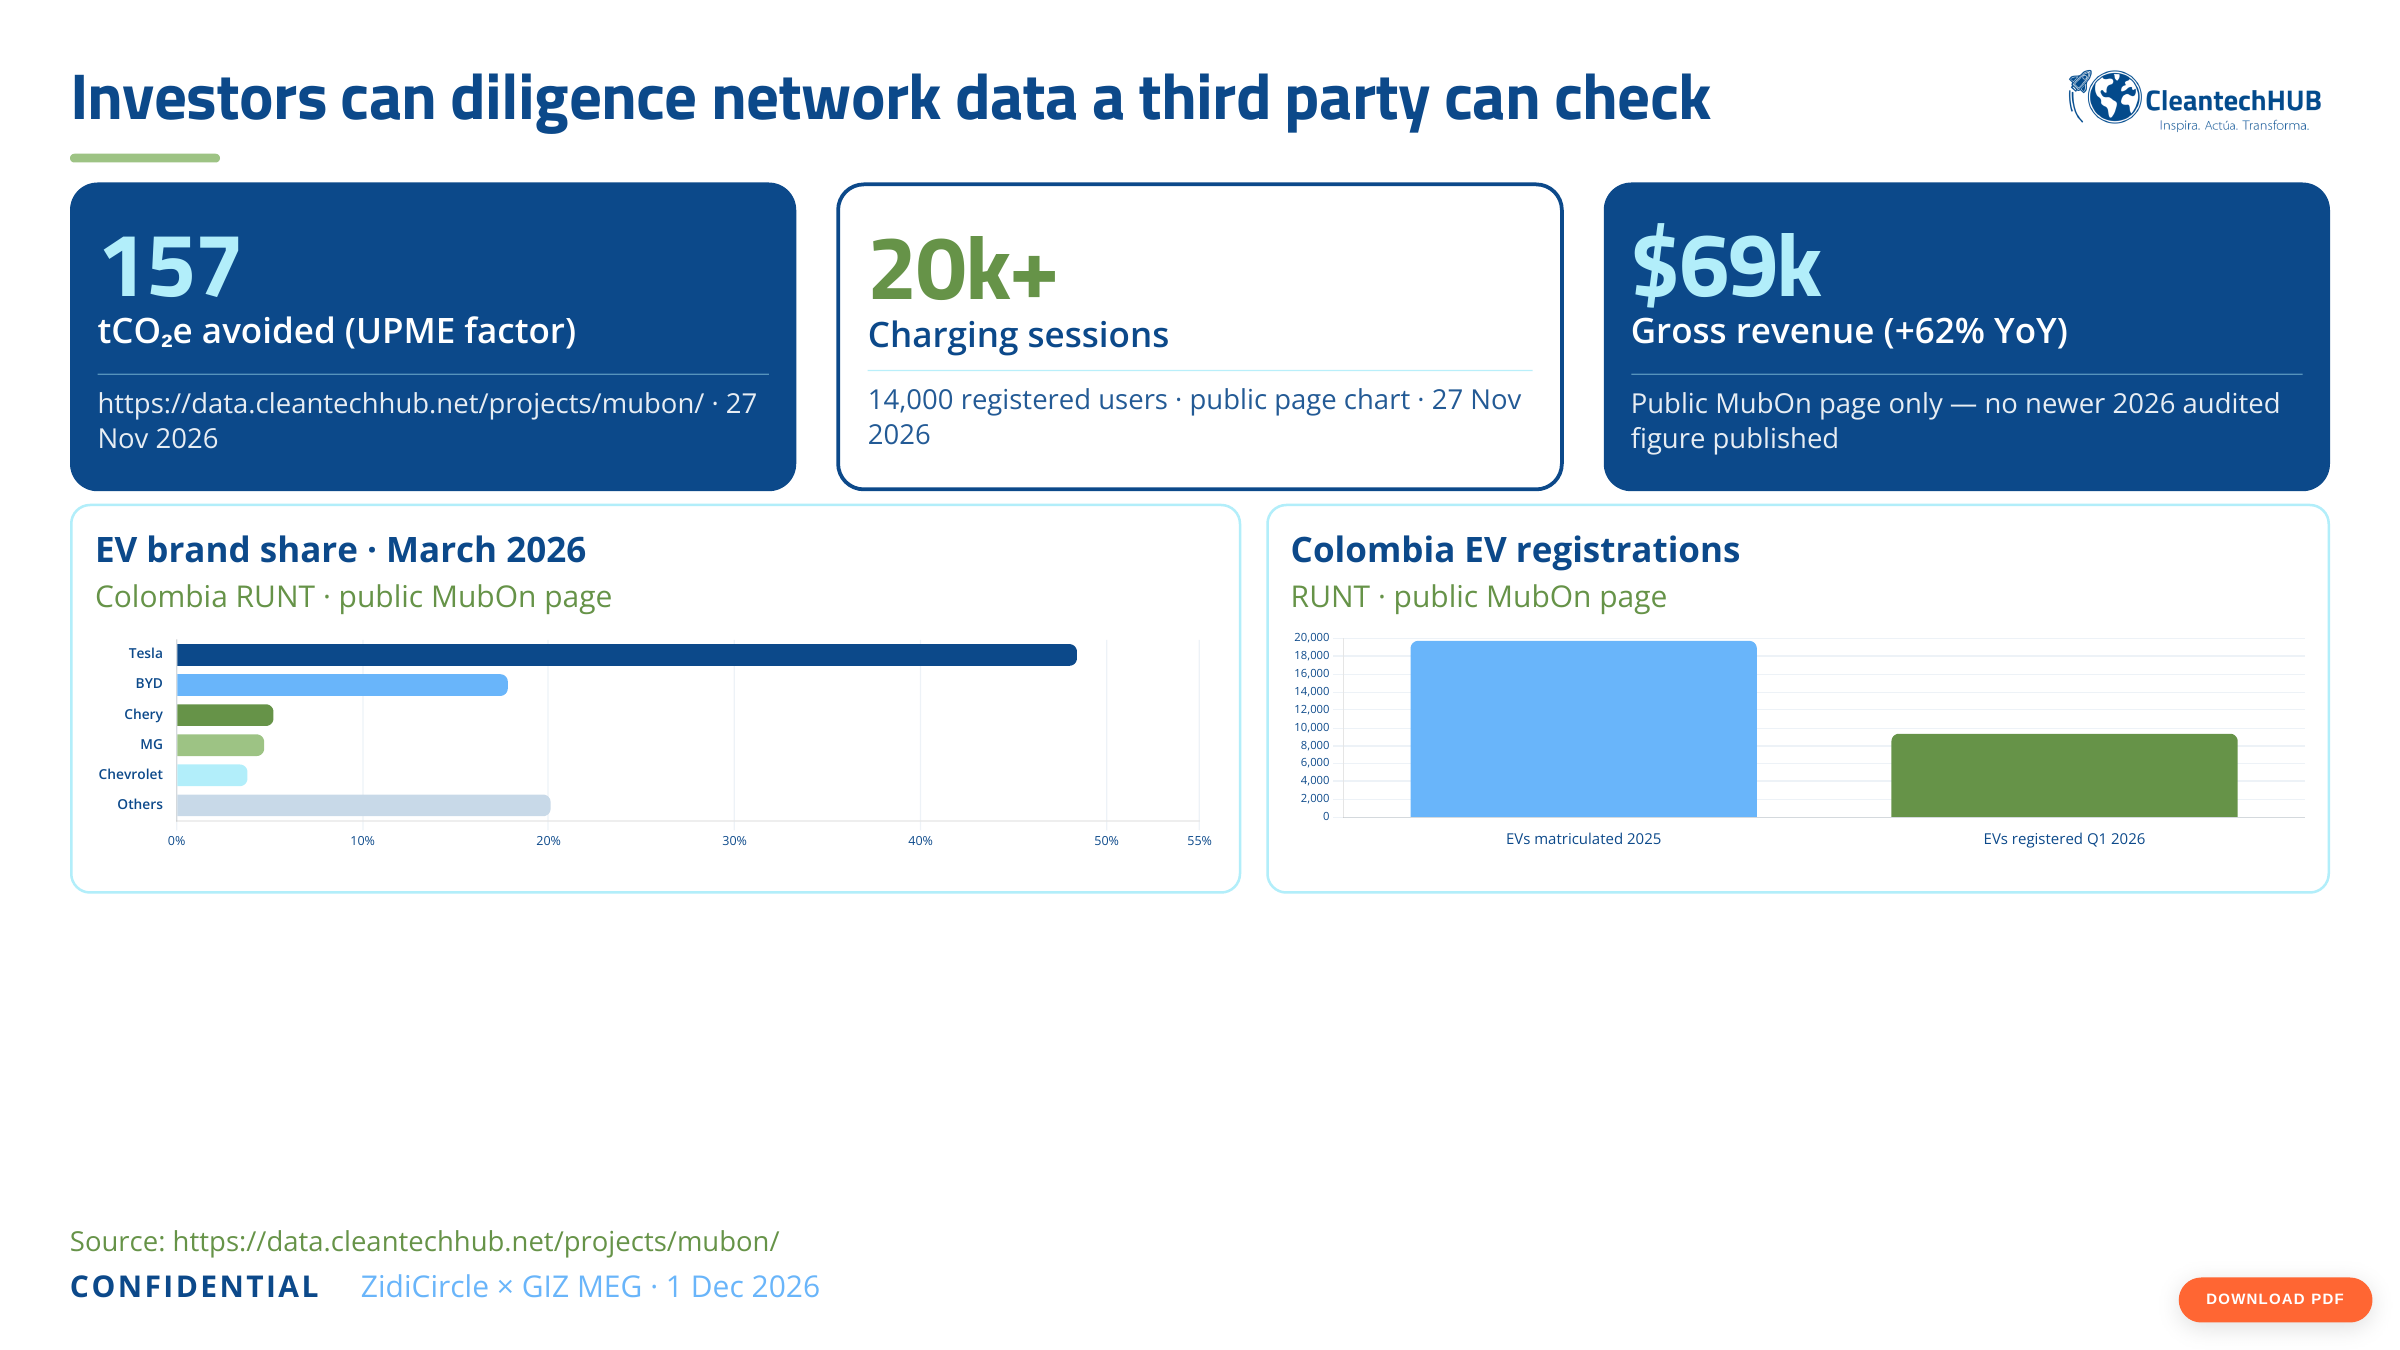 Investors can diligence network data a third party can check
CleantechHUB
Inspira. Actúa. Transforma.
157
tCO₂e avoided (UPME factor)
https://data.cleantechhub.net/projects/mubon/ · 27
Nov 2026
20k+
Charging sessions
14,000 registered users · public page chart · 27 Nov
2026
$69k
Gross revenue (+62% YoY)
Public MubOn page only — no newer 2026 audited
figure published
EV brand share · March 2026
Colombia RUNT · public MubOn page
Tesla
BYD
Chery
MG
Chevrolet
Others
0% 10% 20% 30% 40% 50% 55%
Colombia EV registrations
RUNT · public MubOn page
20,000
18,000
16,000
14,000
12,000
10,000
8,000
6,000
4,000
2,000
0
EVs matriculated 2025 EVs registered Q1 2026
Source: https://data.cleantechhub.net/projects/mubon/
CONFIDENTIAL ZidiCircle × GIZ MEG · 1 Dec 2026
DOWNLOAD PDF